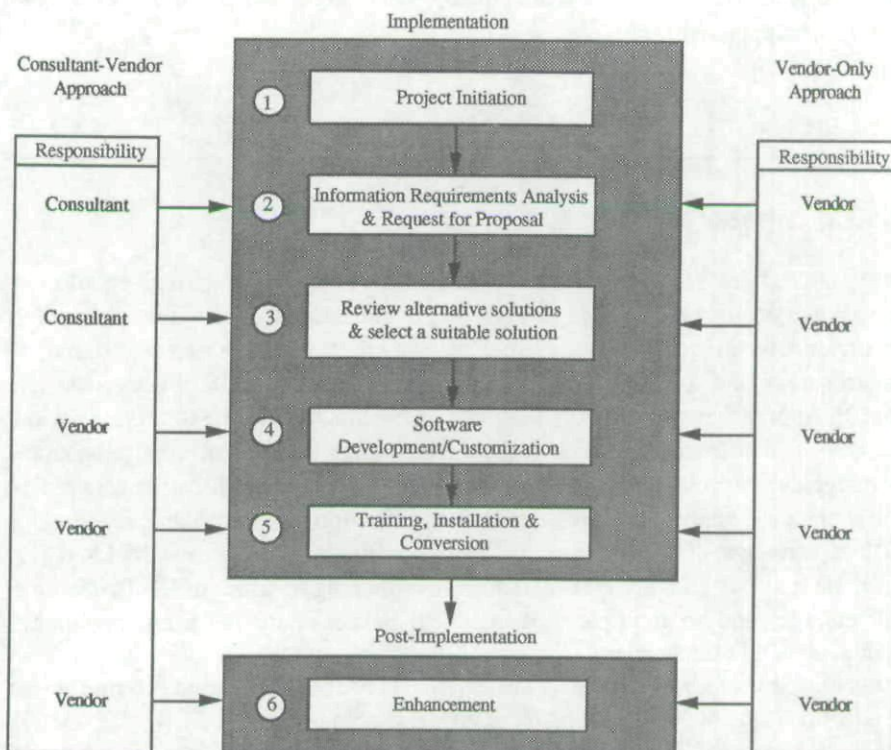 Implementation
Consultant-Vendor
Approach
Vendor-Only
Approach
1
Project Initiation
Responsibility
Responsibility
Consultant
2
Information Requirements Analysis
& Request for Proposal
Vendor
Consultant
3
Review alternative solutions
& select a suitable solution
Vendor
Vendor
4
Software
Development/Customization
Vendor
Vendor
5
Training, Installation &
Conversion
Vendor
Post-Implementation
Vendor
6
Enhancement
Vendor